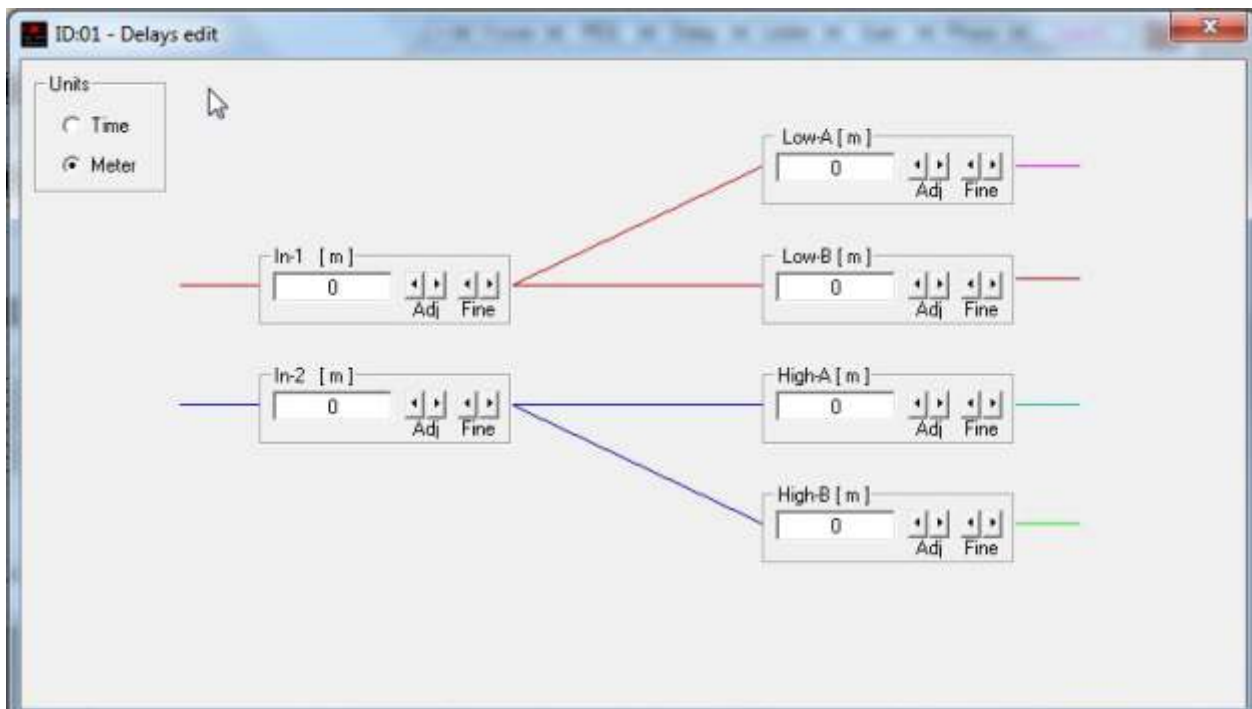 ID:01 - Delays edit
Units
Time
Meter
Low-A [ m ]
0
Adj Fine
In-1 [ m ]
0
Adj Fine
Low-B [ m ]
0
Adj Fine
In-2 [ m ]
0
Adj Fine
High-A [ m ]
0
Adj Fine
High-B [ m ]
0
Adj Fine